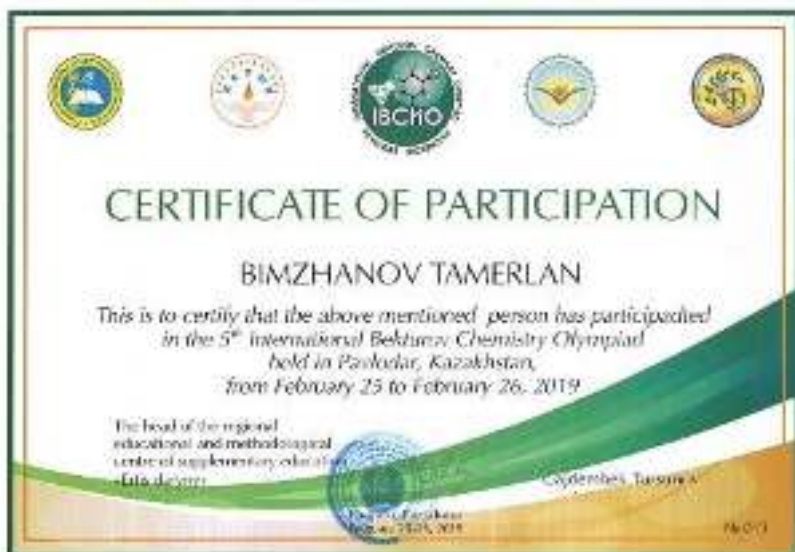 IBCHO
CERTIFICATE OF PARTICIPATION
BIMZHANOV TAMERLAN
This is to certify that the above mentioned person has participacted
in the 5th International Bekturov Chemistry Olympiad
held in Pavlodar, Kazakhstan,
from February 25 to February 26, 2019
The head of the regional
educational and methodological
centre of supplementary education